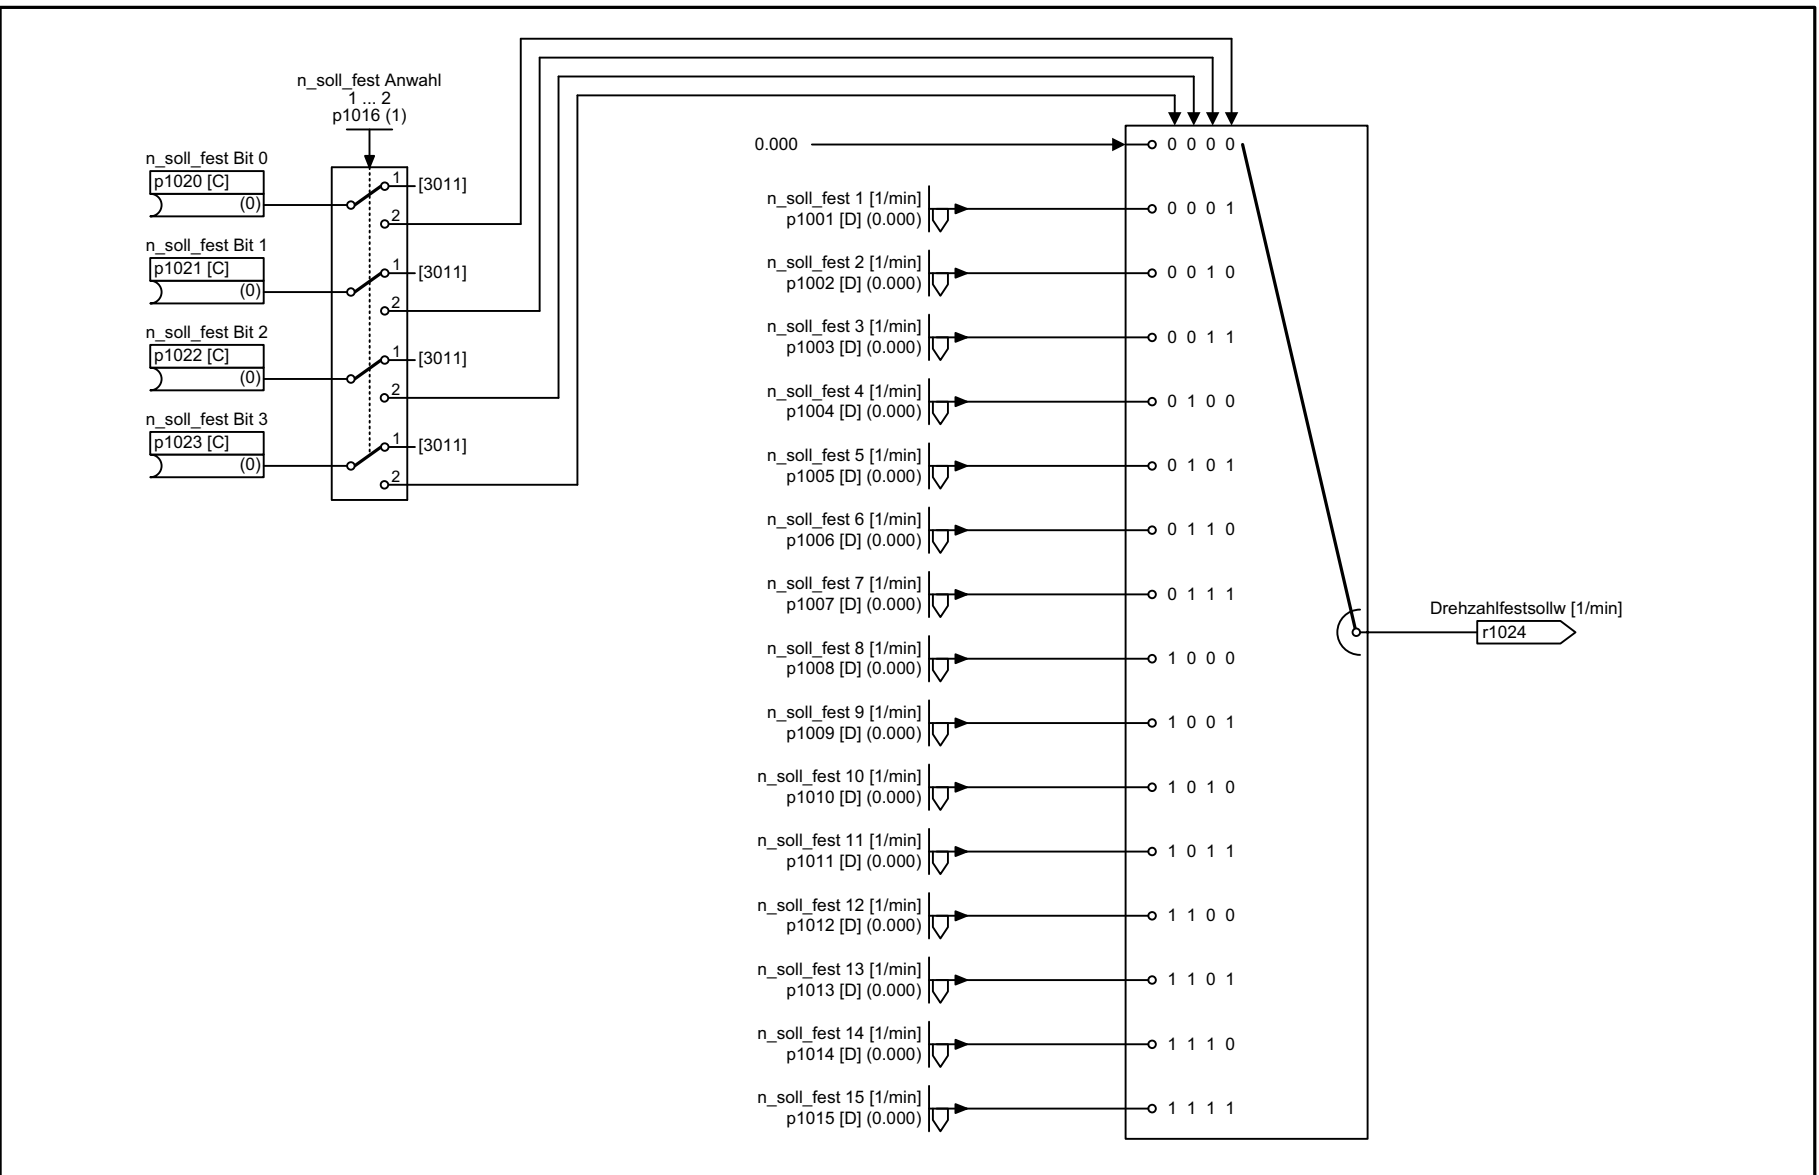 n_soll_fest Anwahl
1 ... 2
p1016 (1)
n_soll_fest Bit 0
p1020 [C]
(0)
1
[3011]
2
n_soll_fest Bit 1
p1021 [C]
(0)
1
[3011]
2
n_soll_fest Bit 2
p1022 [C]
(0)
1
[3011]
2
n_soll_fest Bit 3
p1023 [C]
(0)
1
[3011]
2
0.000
0 0 0 0
n_soll_fest 1 [1/min]
p1001 [D] (0.000)
0 0 0 1
n_soll_fest 2 [1/min]
p1002 [D] (0.000)
0 0 1 0
n_soll_fest 3 [1/min]
p1003 [D] (0.000)
0 0 1 1
n_soll_fest 4 [1/min]
p1004 [D] (0.000)
0 1 0 0
n_soll_fest 5 [1/min]
p1005 [D] (0.000)
0 1 0 1
n_soll_fest 6 [1/min]
p1006 [D] (0.000)
0 1 1 0
n_soll_fest 7 [1/min]
p1007 [D] (0.000)
0 1 1 1
n_soll_fest 8 [1/min]
p1008 [D] (0.000)
1 0 0 0
n_soll_fest 9 [1/min]
p1009 [D] (0.000)
1 0 0 1
n_soll_fest 10 [1/min]
p1010 [D] (0.000)
1 0 1 0
n_soll_fest 11 [1/min]
p1011 [D] (0.000)
1 0 1 1
n_soll_fest 12 [1/min]
p1012 [D] (0.000)
1 1 0 0
n_soll_fest 13 [1/min]
p1013 [D] (0.000)
1 1 0 1
n_soll_fest 14 [1/min]
p1014 [D] (0.000)
1 1 1 0
n_soll_fest 15 [1/min]
p1015 [D] (0.000)
1 1 1 1
Drehzahlfestsollw [1/min]
r1024